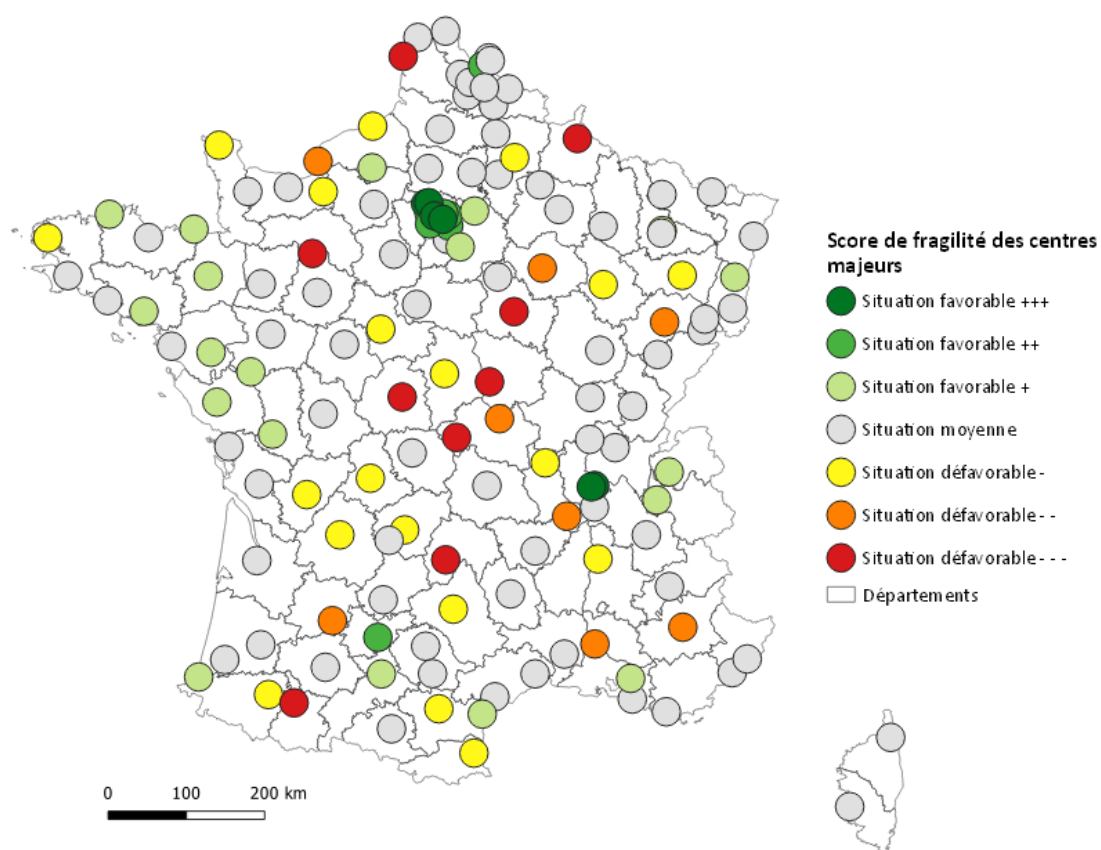 Score de fragilité des centres
majeurs
Situation favorable +++
Situation favorable ++
Situation favorable +
Situation moyenne
Situation défavorable -
Situation défavorable - -
Situation défavorable - - -
Départements
0 100 200 km